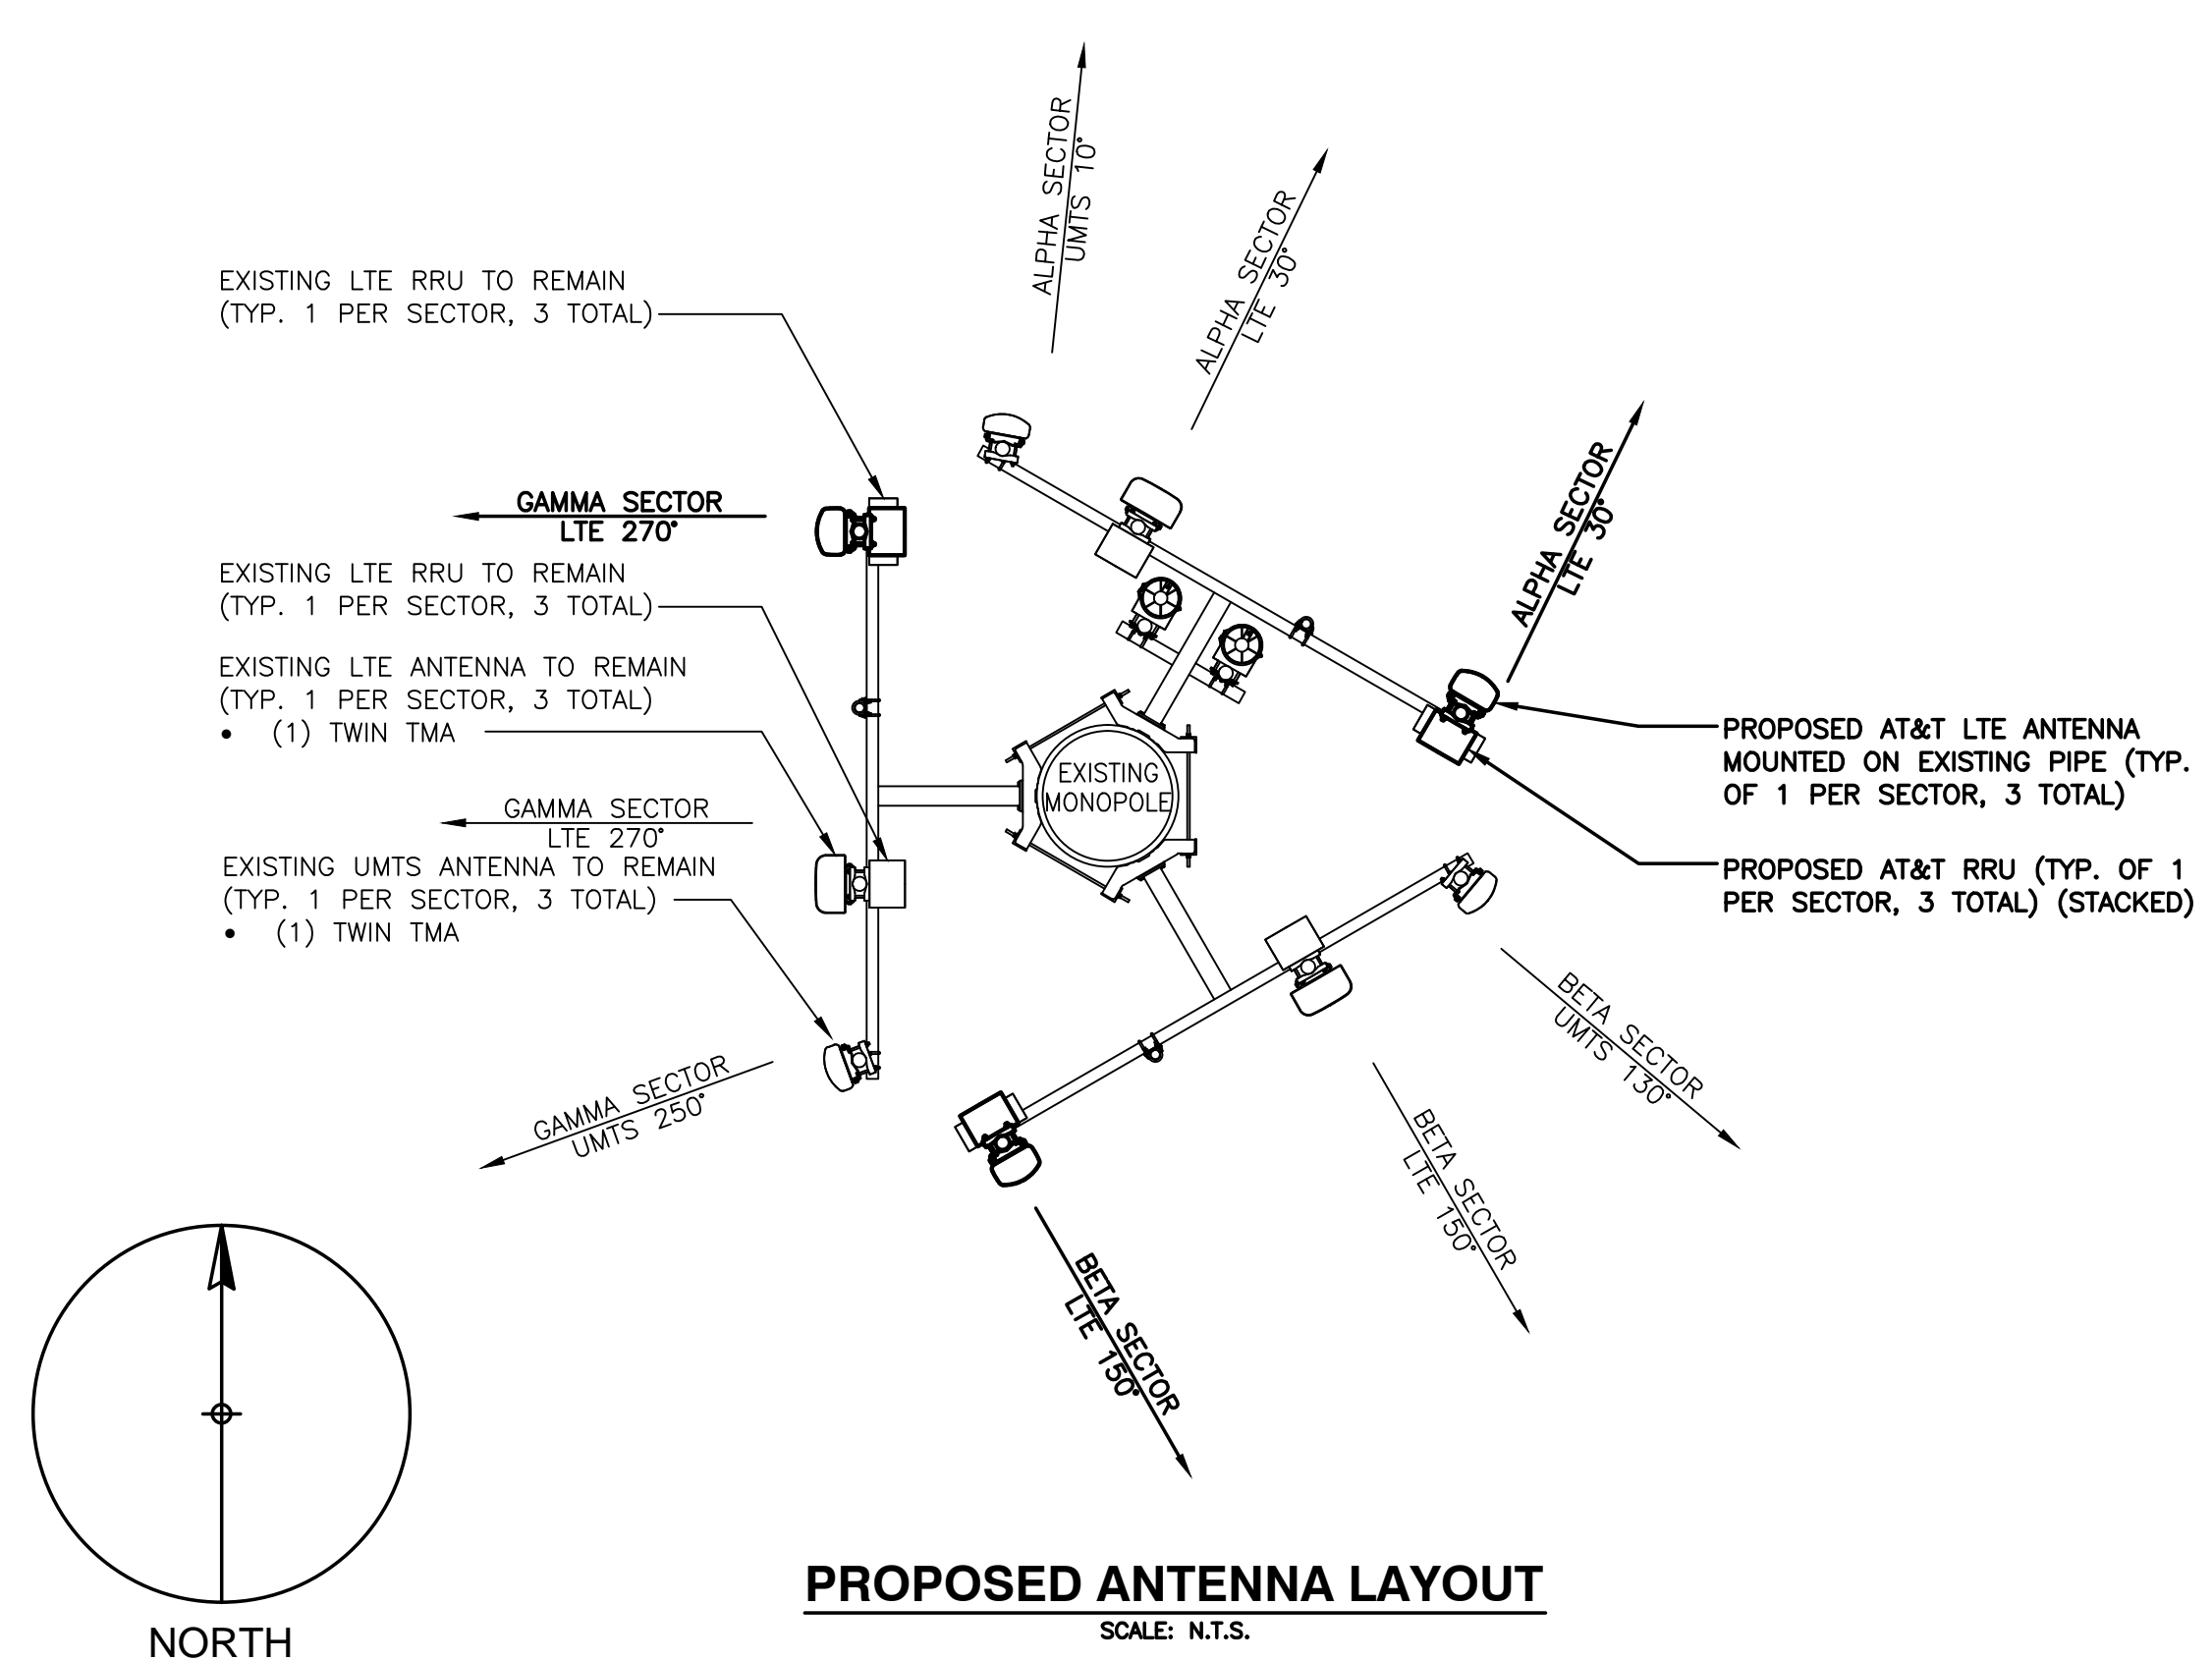 ALPHA SECTOR
UMTS 10°
ALPHA SECTOR
LTE 30°
EXISTING LTE RRU TO REMAIN
(TYP. 1 PER SECTOR, 3 TOTAL)
GAMMA SECTOR
LTE 270°
ALPHA SECTOR
LTE 30°
EXISTING LTE RRU TO REMAIN
(TYP. 1 PER SECTOR, 3 TOTAL)
EXISTING LTE ANTENNA TO REMAIN
(TYP. 1 PER SECTOR, 3 TOTAL)
• (1) TWIN TMA
PROPOSED AT&T LTE ANTENNA
MOUNTED ON EXISTING PIPE (TYP.
OF 1 PER SECTOR, 3 TOTAL)
EXISTING
MONOPOLE
GAMMA SECTOR
LTE 270°
EXISTING UMTS ANTENNA TO REMAIN
(TYP. 1 PER SECTOR, 3 TOTAL)
• (1) TWIN TMA
PROPOSED AT&T RRU (TYP. OF 1
PER SECTOR, 3 TOTAL) (STACKED)
BETA SECTOR
UMTS 130°
GAMMA SECTOR
UMTS 250°
BETA SECTOR
LTE 150°
BETA SECTOR
LTE 150°
PROPOSED ANTENNA LAYOUT
SCALE: N.T.S.
NORTH